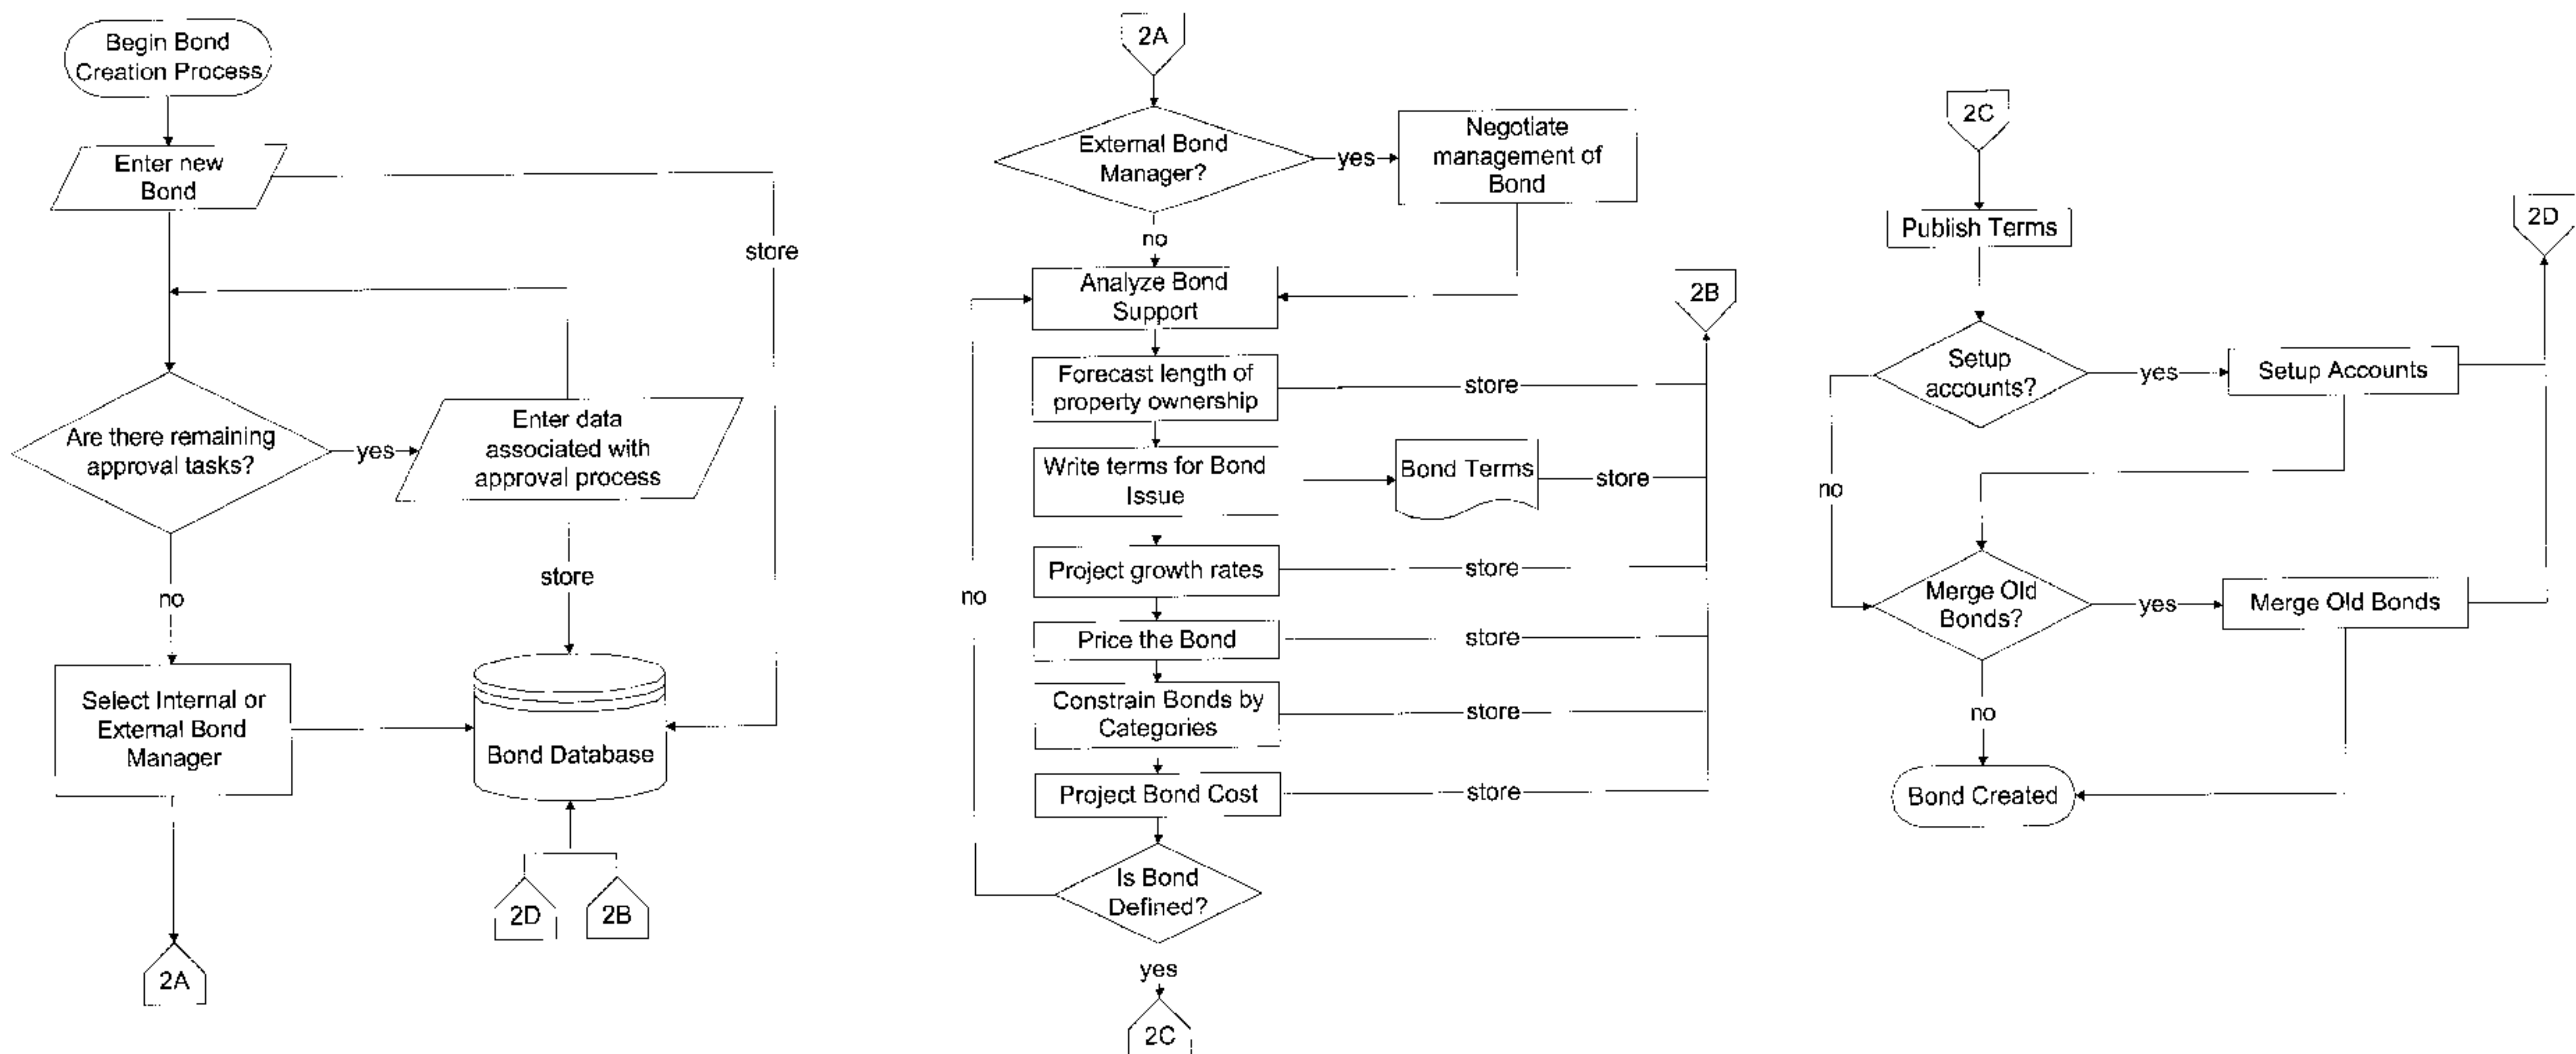 Begin Bond
Creation Process
Enter new
Bond
store
Are there remaining
approval tasks?
yes
Enter data
associated with
approval process
no
store
Select Internal or
External Bond
Manager
Bond Database
2D
2B
2A
2A
External Bond
Manager?
yes
Negotiate
management of
Bond
no
Analyze Bond
Support
2B
Forecast length of
property ownership
store
Write terms for Bond
Issue
Bond Terms
store
Project growth rates
store
no
Price the Bond
store
Constrain Bonds by
Categories
store
Project Bond Cost
store
Is Bond
Defined?
yes
2C
2C
Publish Terms
2D
Setup
accounts?
yes
Setup Accounts
no
Merge Old
Bonds?
yes
Merge Old Bonds
no
Bond Created